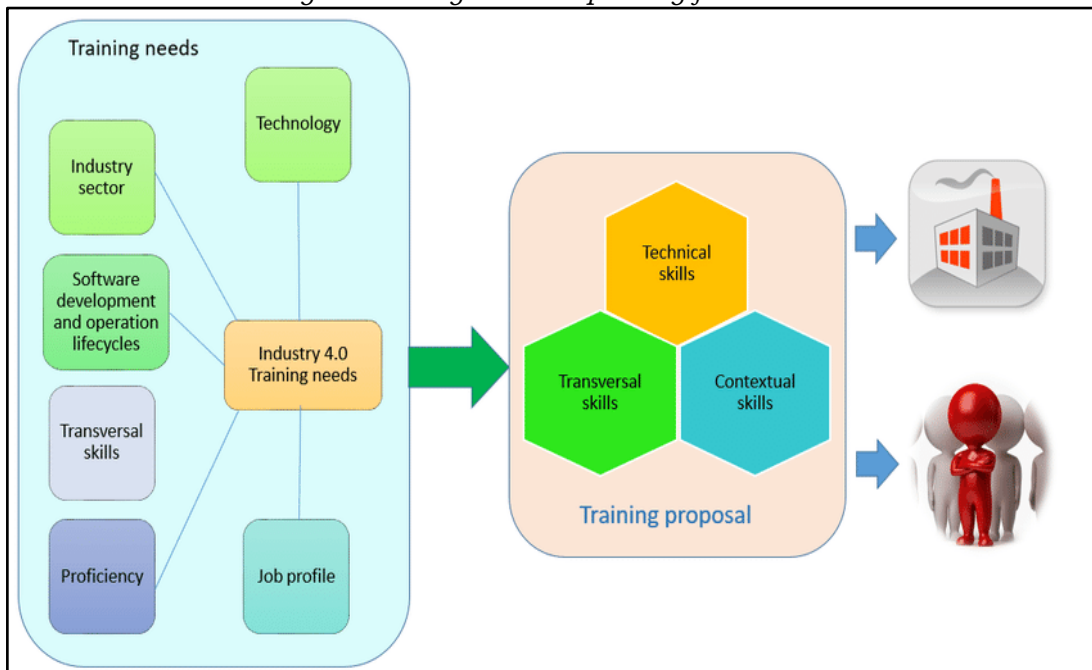 Training needs
Technology
Industry
sector
Software
development
and operation
lifecycles
Industry 4.0
Training needs
Transversal
skills
Proficiency
Job profile
Technical
skills
Transversal
skills
Contextual
skills
Training proposal